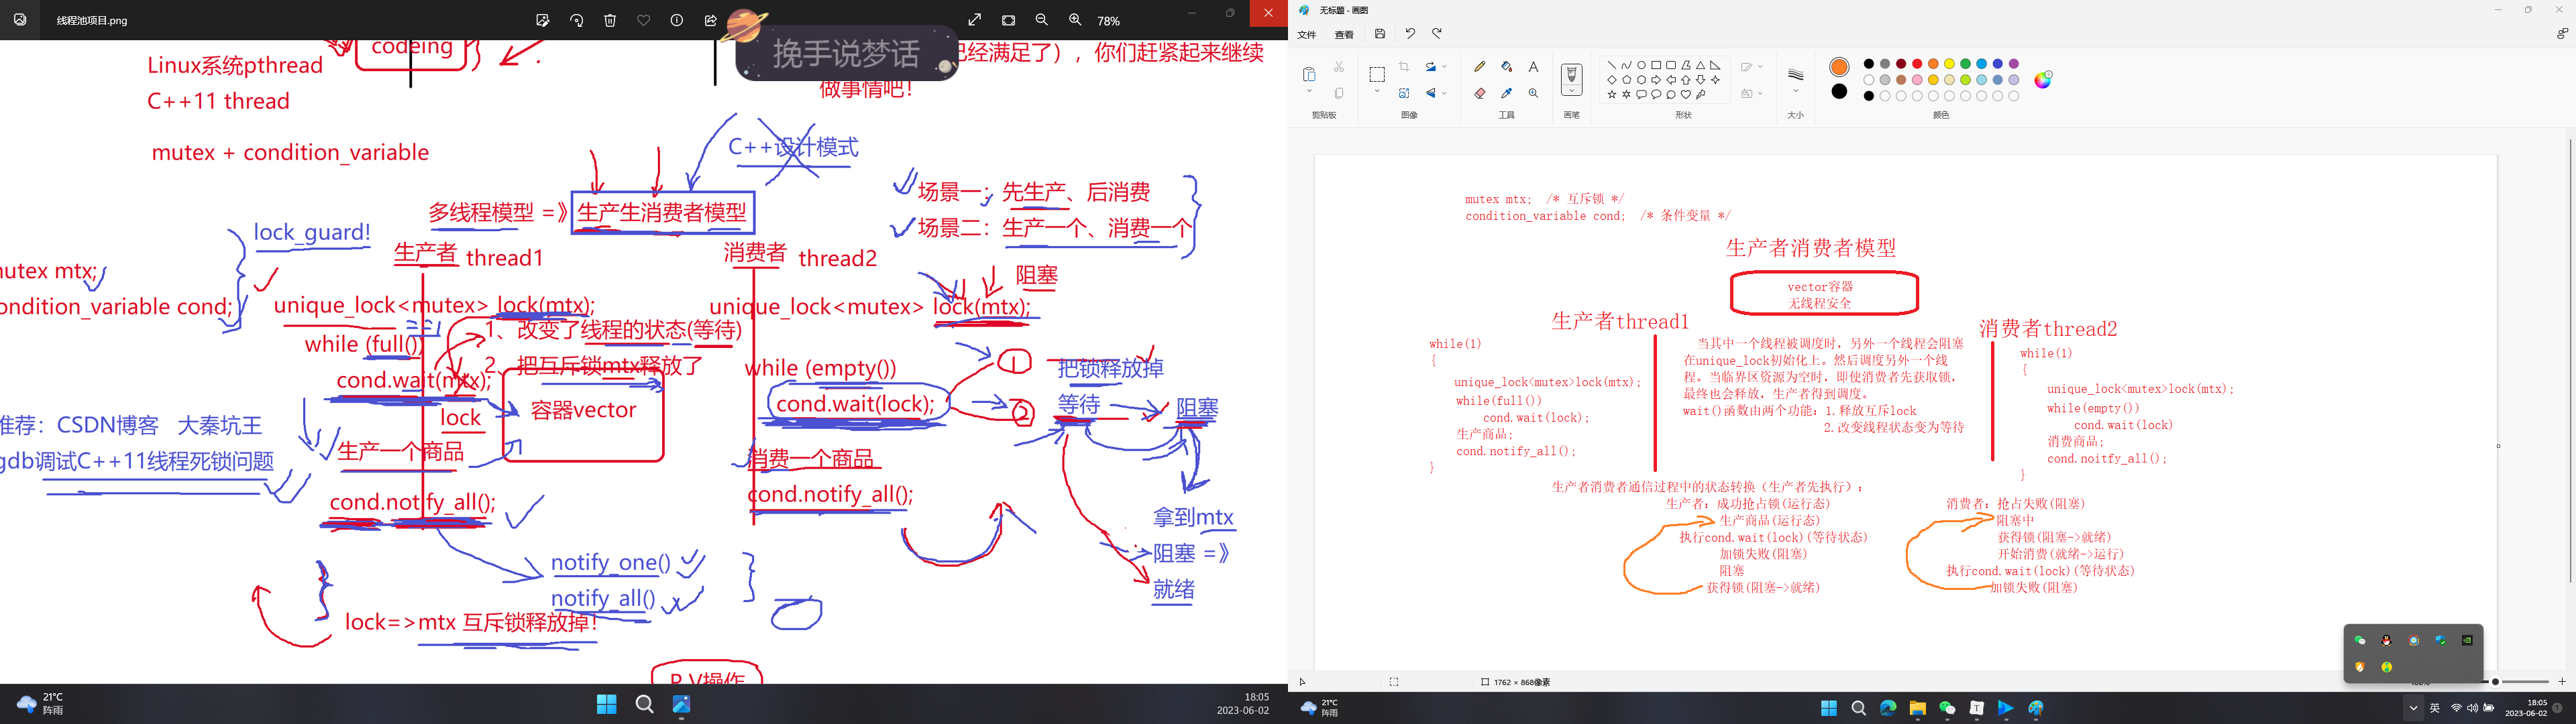 线程池项目.png
78%
挽手说梦话
codeing
已经满足了），你们赶紧起来继续
做事情吧！
Linux系统pthread
C++11 thread
mutex + condition_variable
C++设计模式
多线程模型 =》生产生消费者模型
场景一；先生产、后消费
场景二：生产一个、消费一个
lock_guard!
生产者 thread1
消费者 thread2
阻塞
mutex mtx;
condition_variable cond;
unique_lock<mutex> lock(mtx);
unique_lock<mutex> lock(mtx);
1、改变了线程的状态(等待)
while (full())
2、把互斥锁mtx释放了
while (empty())
①
把锁释放掉
cond.wait(mtx);
lock
容器vector
cond.wait(lock);
②
等待
阻塞
推荐：CSDN博客 大秦坑王
gdb调试C++11线程死锁问题
生产一个商品
消费一个商品
cond.notify_all();
cond.notify_all();
拿到mtx
阻塞 =》
就绪
notify_one()
notify_all()
lock=>mtx 互斥锁释放掉！
P V操作
21°C
阵雨
18:05
2023-06-02
无标题 - 画图
文件 查看
剪贴板 图像 工具 画笔 形状 大小 颜色
mutex mtx; /* 互斥锁 */
condition_variable cond; /* 条件变量 */
生产者消费者模型
vector容器
无线程安全
生产者thread1
消费者thread2
while(1)
{
unique_lock<mutex>lock(mtx);
while(full())
cond.wait(lock);
生产商品;
cond.notify_all();
}
当其中一个线程被调度时，另外一个线程会阻塞
在unique_lock初始化上。然后调度另外一个线
程。当临界区资源为空时，即使消费者先获取锁，
最终也会释放，生产者得到调度。
wait()函数由两个功能：1.释放互斥lock
2.改变线程状态变为等待
while(1)
{
unique_lock<mutex>lock(mtx);
while(empty())
cond.wait(lock)
消费商品;
cond.noitfy_all();
}
生产者消费者通信过程中的状态转换（生产者先执行）：
生产者：成功抢占锁(运行态)
生产商品(运行态)
执行cond.wait(lock)(等待状态)
加锁失败(阻塞)
阻塞
获得锁(阻塞->就绪)
消费者：抢占失败(阻塞)
阻塞中
获得锁(阻塞->就绪)
开始消费(就绪->运行)
执行cond.wait(lock)(等待状态)
加锁失败(阻塞)
1762 × 868像素
21°C
阵雨
英
18:05
2023-06-02